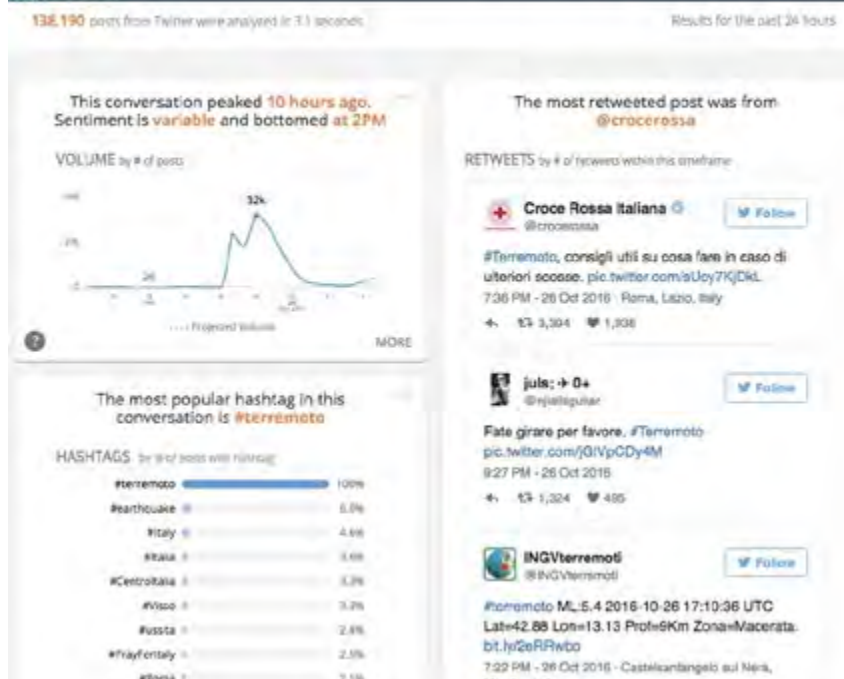 138,190 posts from Twitter were analyzed in 3.1 seconds
Results for the past 24 hours
This conversation peaked 10 hours ago.
Sentiment is variable and bottomed at 2PM
VOLUME by # of posts
32k
Projected Volume
?
MORE
The most popular hashtag in this
conversation is #terremoto
HASHTAGS by # of posts with hashtag
#terremoto 100%
#earthquake
#Italy 4.6%
#Italia
#CentroItalia
#Visso
#ussita
#PrayForItaly
#Roma
The most retweeted post was from
@crocerossa
RETWEETS by # of retweets within this timeframe
Croce Rossa Italiana
@crocerossa
Follow
#Terremoto, consigli utili su cosa fare in caso di
ulteriori scosse. pic.twitter.com/sUcy7KjDkL
7:36 PM - 26 Oct 2016 · Roma, Lazio, Italy
3,394 1,936
juls; → 0+
Follow
Fate girare per favore. #Terremoto
pic.twitter.com/jGlVpCDy4M
9:27 PM - 26 Oct 2016
1,324 495
INGVterremoti
@INGVterremoti
Follow
#terremoto ML:5.4 2016-10-26 17:10:36 UTC
Lat=42.88 Lon=13.13 Prof=9Km Zona=Macerata.
bit.ly/2eRRwbo
7:22 PM - 26 Oct 2016 · Castelsantangelo sul Nera,